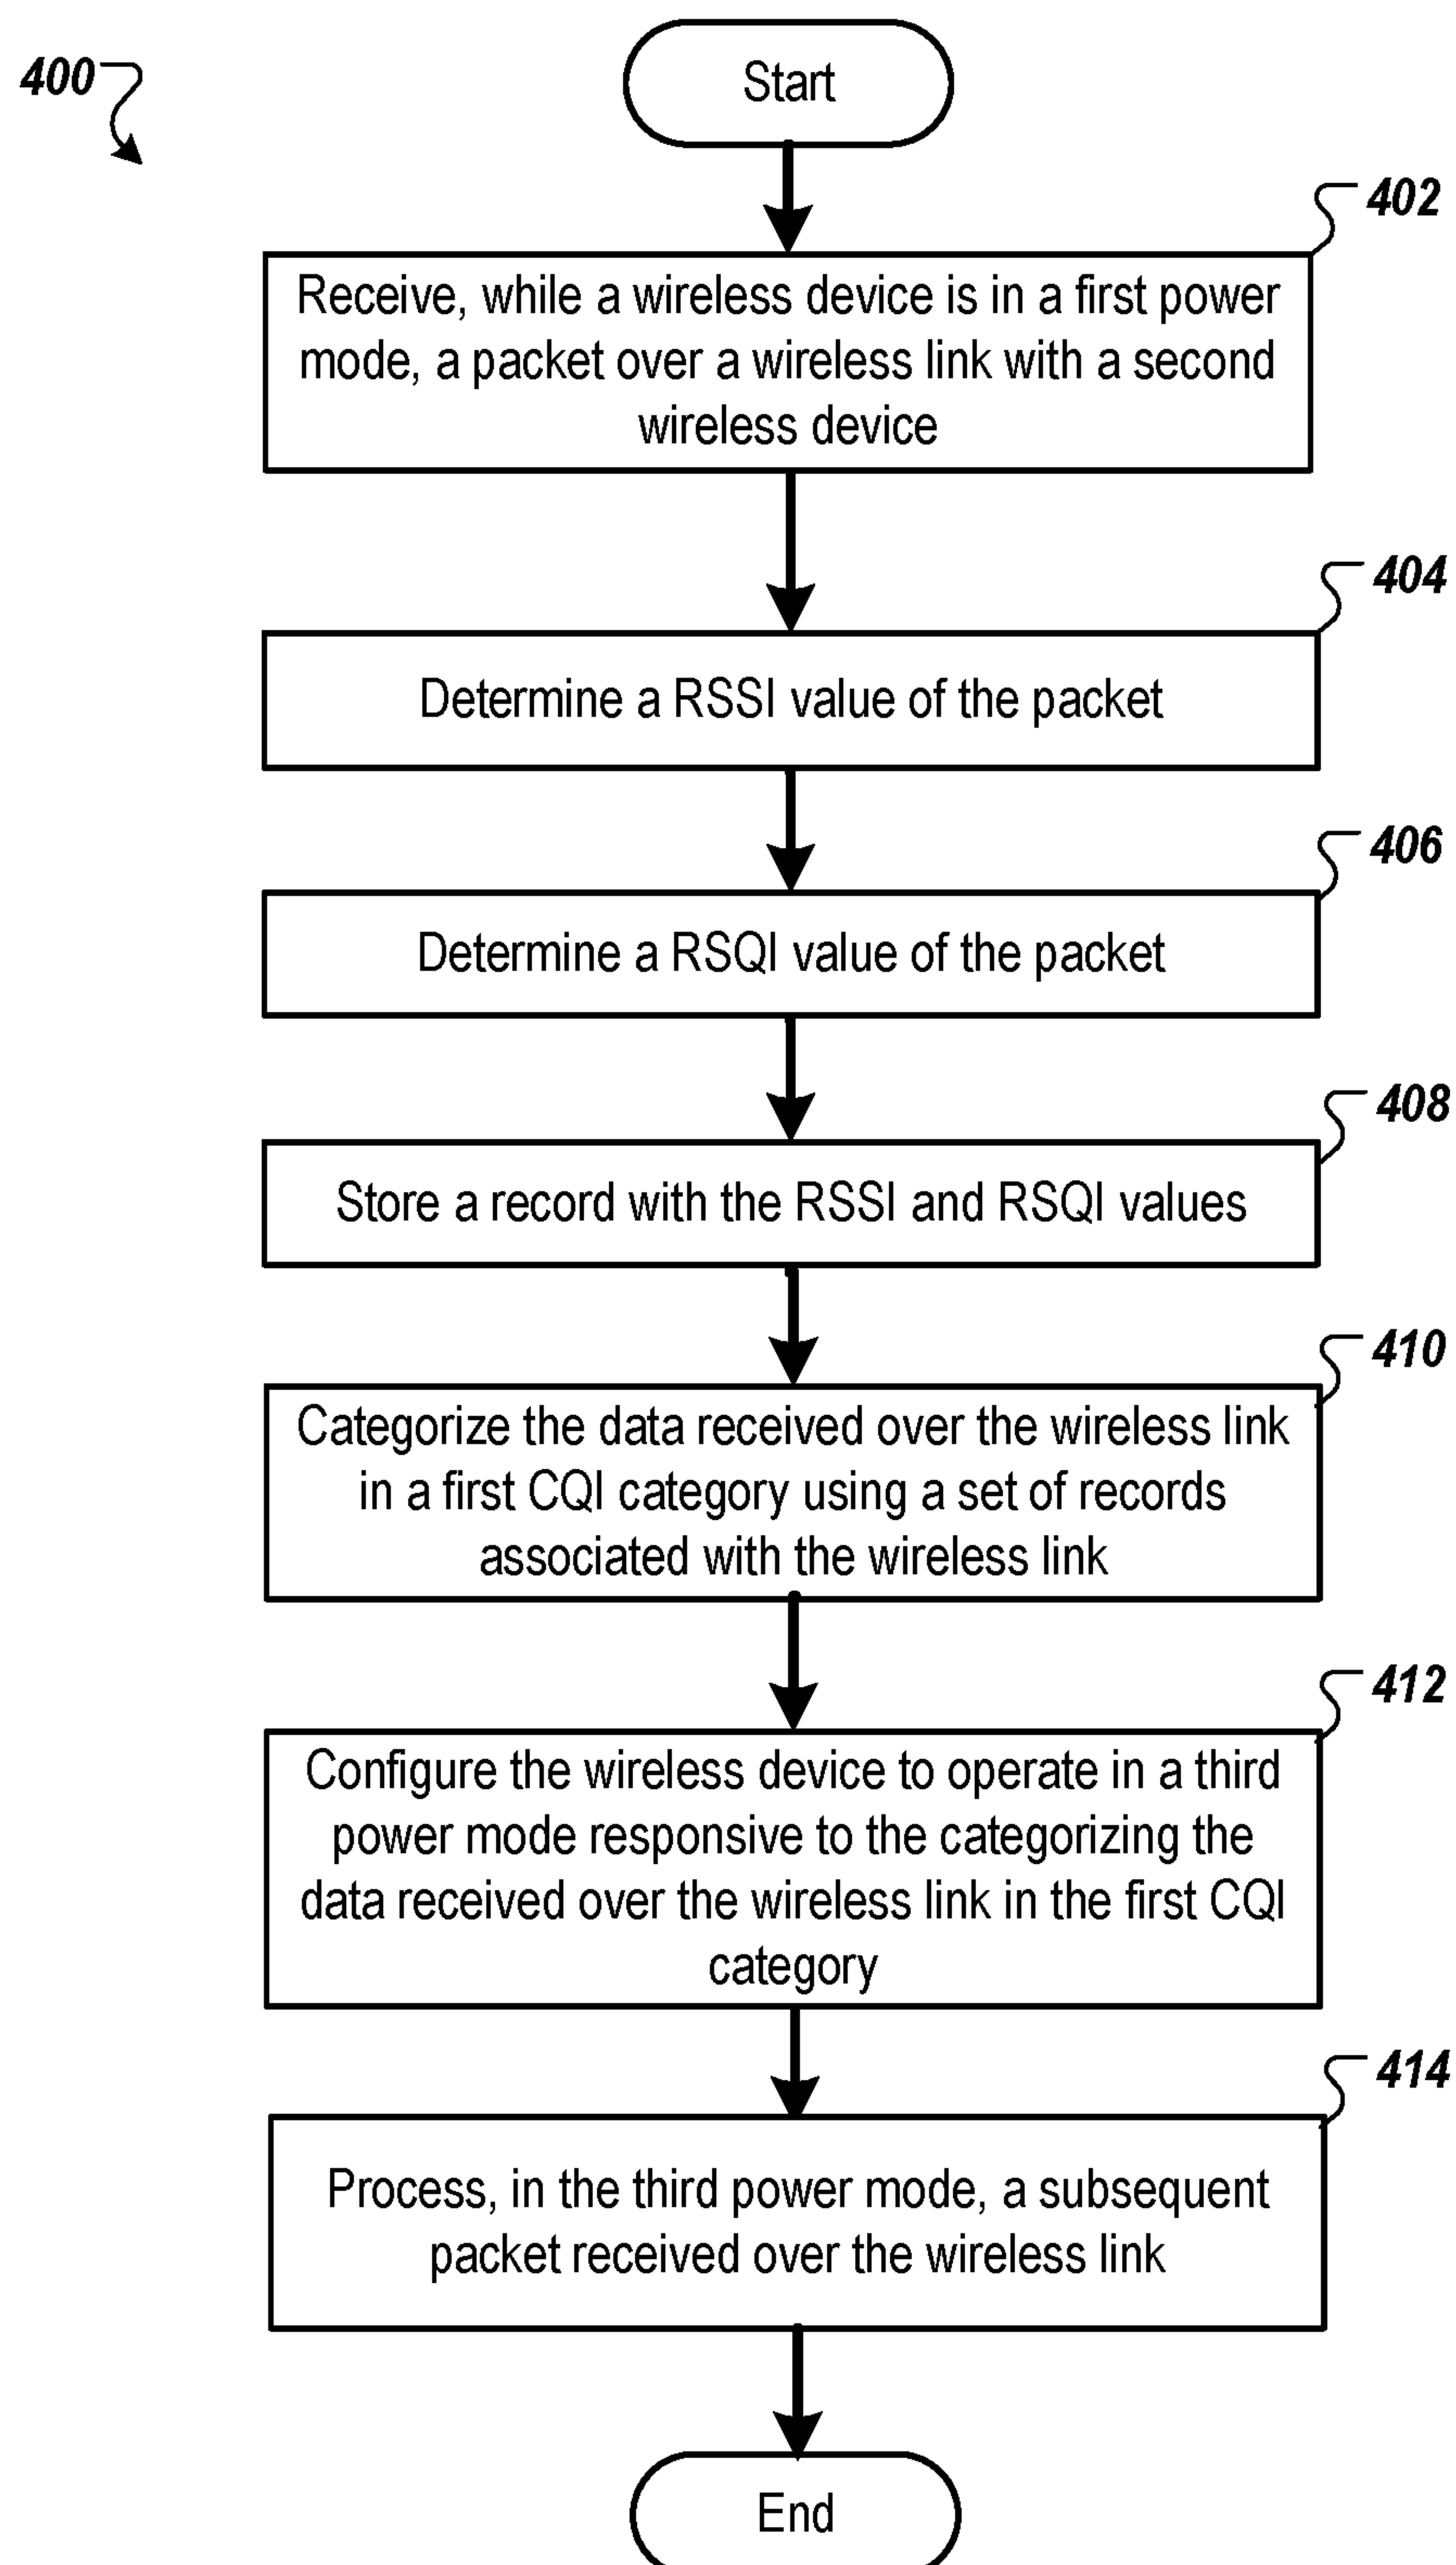 400
Start
402
Receive, while a wireless device is in a first power
mode, a packet over a wireless link with a second
wireless device
404
Determine a RSSI value of the packet
406
Determine a RSQI value of the packet
408
Store a record with the RSSI and RSQI values
410
Categorize the data received over the wireless link
in a first CQI category using a set of records
associated with the wireless link
412
Configure the wireless device to operate in a third
power mode responsive to the categorizing the
data received over the wireless link in the first CQI
category
414
Process, in the third power mode, a subsequent
packet received over the wireless link
End